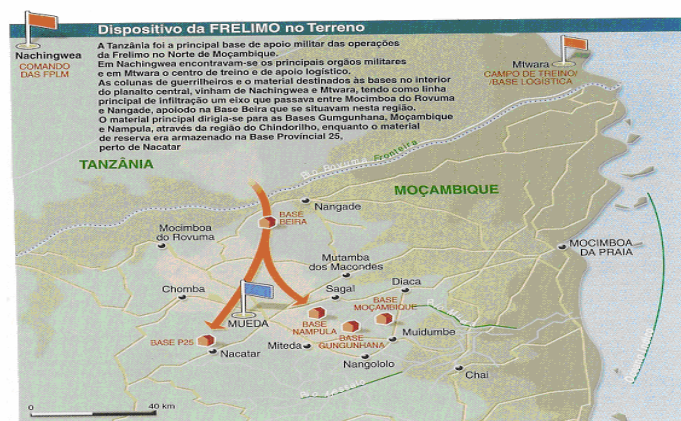 Dispositivo da FRELIMO no Terreno
A Tanzânia foi a principal base de apoio militar das operações
da Frelimo no Norte de Moçambique.
Em Nachingwea encontravam-se os principais orgãos militares
e em Mtwara o centro de treino e de apoio logístico.
As colunas de guerrilheiros e o material destinados às bases no interior
do planalto central, vinham de Nachingwea e Mtwara, tendo como linha
principal de infiltração um eixo que passava entre Mocimboa do Rovuma
e Nangade, apoiodo na Base Beira que se situavam nesta região.
O material principal dirigia-se para as Bases Gumgunhana, Moçambique
e Nampula, através da região do Chindorilho, enquanto o material
de reserva era armazenado na Base Províncial 25,
perto de Nacatar
Nachingwea
COMANDO
DAS FPLM
Mtwara
CAMPO DE TREINO/
BASE LOGÍSTICA
TANZÂNIA
Rio Rovuma Fronteira
MOÇAMBIQUE
Nangade
BASE
BEIRA
Mocimboa
do Rovuma
MOCIMBOA
DA PRAIA
Mutamba
dos Macondes
Chomba
Sagal
Diaca
BASE
MOÇAMBIQUE
MUEDA
BASE
NAMPULA
BASE
GUNGUNHANA
Muidumbe
BASE P25
Nacatar
Miteda
Nangololo
Chai
0
40 km